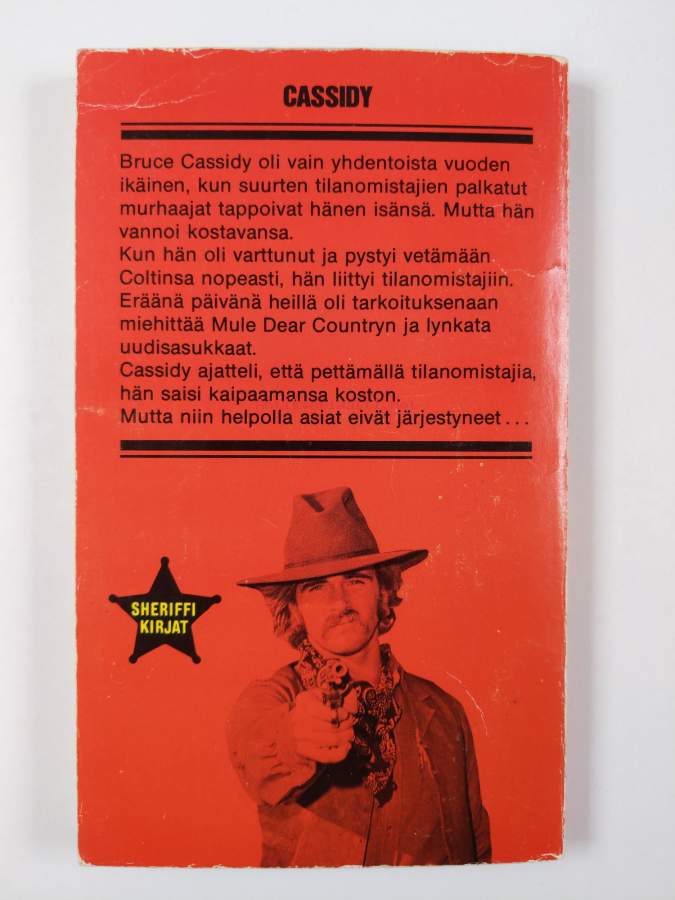 CASSIDY
Bruce Cassidy oli vain yhdentoista vuoden
ikäinen, kun suurten tilanomistajien palkatut
murhaajat tappoivat hänen isänsä. Mutta hän
vannoi kostavansa.
Kun hän oli varttunut ja pystyi vetämään
Coltinsa nopeasti, hän liittyi tilanomistajiin.
Eräänä päivänä heillä oli tarkoituksenaan
miehittää Mule Dear Countryn ja lynkata
uudisasukkaat.
Cassidy ajatteli, että pettämällä tilanomistajia,
hän saisi kaipaamansa koston.
Mutta niin helpolla asiat eivät järjestyneet...
SHERIFFI
KIRJAT